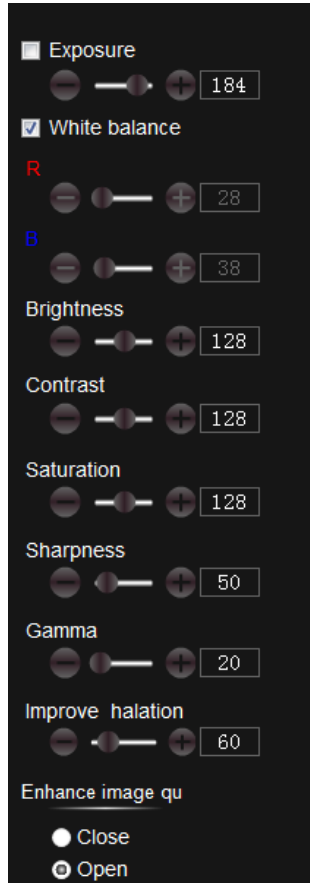 Exposure
184
White balance
R
28
B
38
Brightness
128
Contrast
128
Saturation
128
Sharpness
50
Gamma
20
Improve halation
60
Enhance image qu
Close
Open